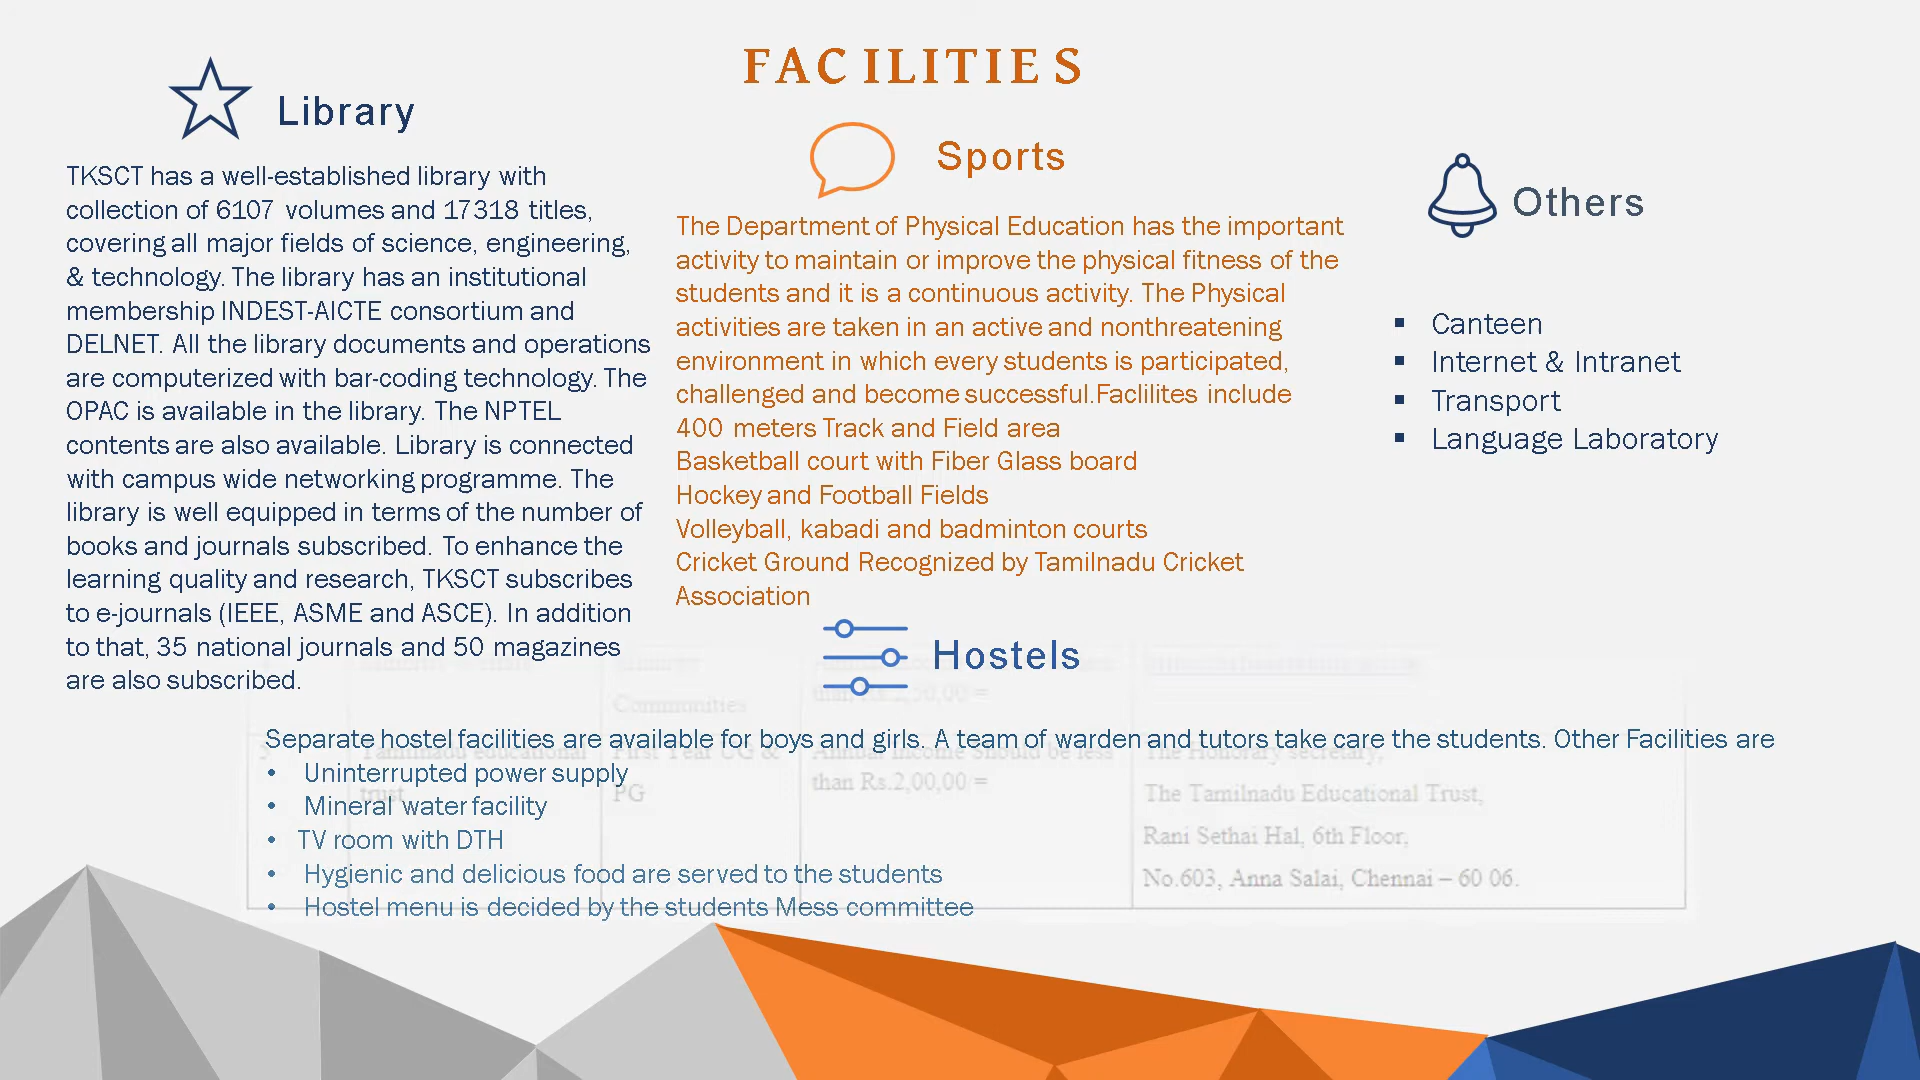 FACILITIES
Library
TKSCT has a well-established library with
collection of 6107 volumes and 17318 titles,
covering all major fields of science, engineering,
& technology. The library has an institutional
membership INDEST-AICTE consortium and
DELNET. All the library documents and operations
are computerized with bar-coding technology. The
OPAC is available in the library. The NPTEL
contents are also available. Library is connected
with campus wide networking programme. The
library is well equipped in terms of the number of
books and journals subscribed. To enhance the
learning quality and research, TKSCT subscribes
to e-journals (IEEE, ASME and ASCE). In addition
to that, 35 national journals and 50 magazines
are also subscribed.
Sports
The Department of Physical Education has the important
activity to maintain or improve the physical fitness of the
students and it is a continuous activity. The Physical
activities are taken in an active and nonthreatening
environment in which every students is participated,
challenged and become successful.Faclilites include
400 meters Track and Field area
Basketball court with Fiber Glass board
Hockey and Football Fields
Volleyball, kabadi and badminton courts
Cricket Ground Recognized by Tamilnadu Cricket
Association
Others
▪ Canteen
▪ Internet & Intranet
▪ Transport
▪ Language Laboratory
Hostels
Separate hostel facilities are available for boys and girls. A team of warden and tutors take care the students. Other Facilities are
• Uninterrupted power supply
• Mineral water facility
• TV room with DTH
• Hygienic and delicious food are served to the students
• Hostel menu is decided by the students Mess committee
Communities
Tamilnadu educational
trust
First Year UG &
PG
Annual income Should be less
than Rs.2,00,00 =
The Honorary secretary,
The Tamilnadu Educational Trust,
Rani Sethai Hal, 6th Floor,
No.603, Anna Salai, Chennai – 60 06.